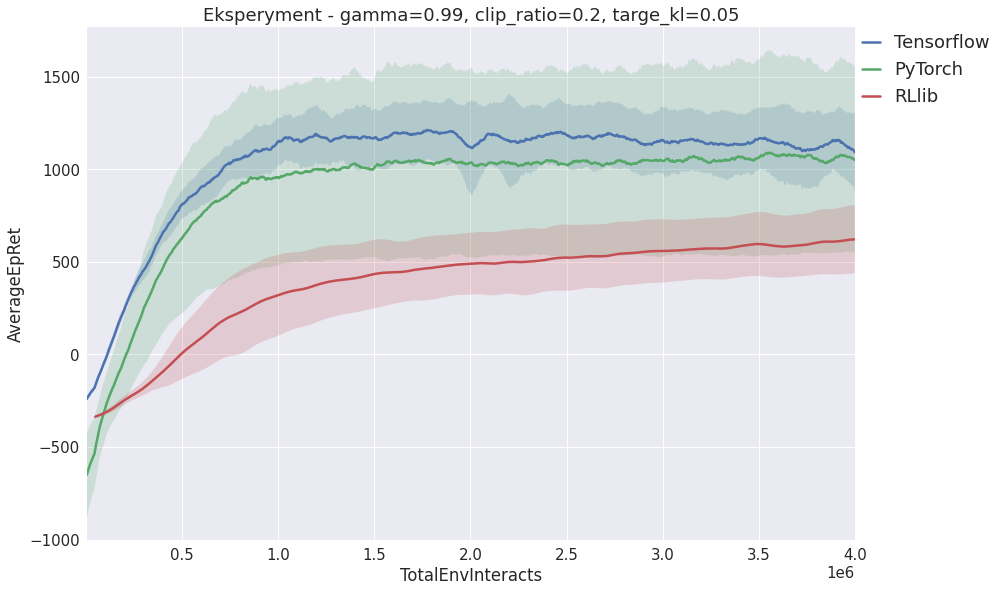 Eksperyment - gamma=0.99, clip_ratio=0.2, targe_kl=0.05
Tensorflow
PyTorch
RLlib
AverageEpRet
1500
1000
500
0
−500
−1000
0.5 1.0 1.5 2.0 2.5 3.0 3.5 4.0
1e6
TotalEnvInteracts